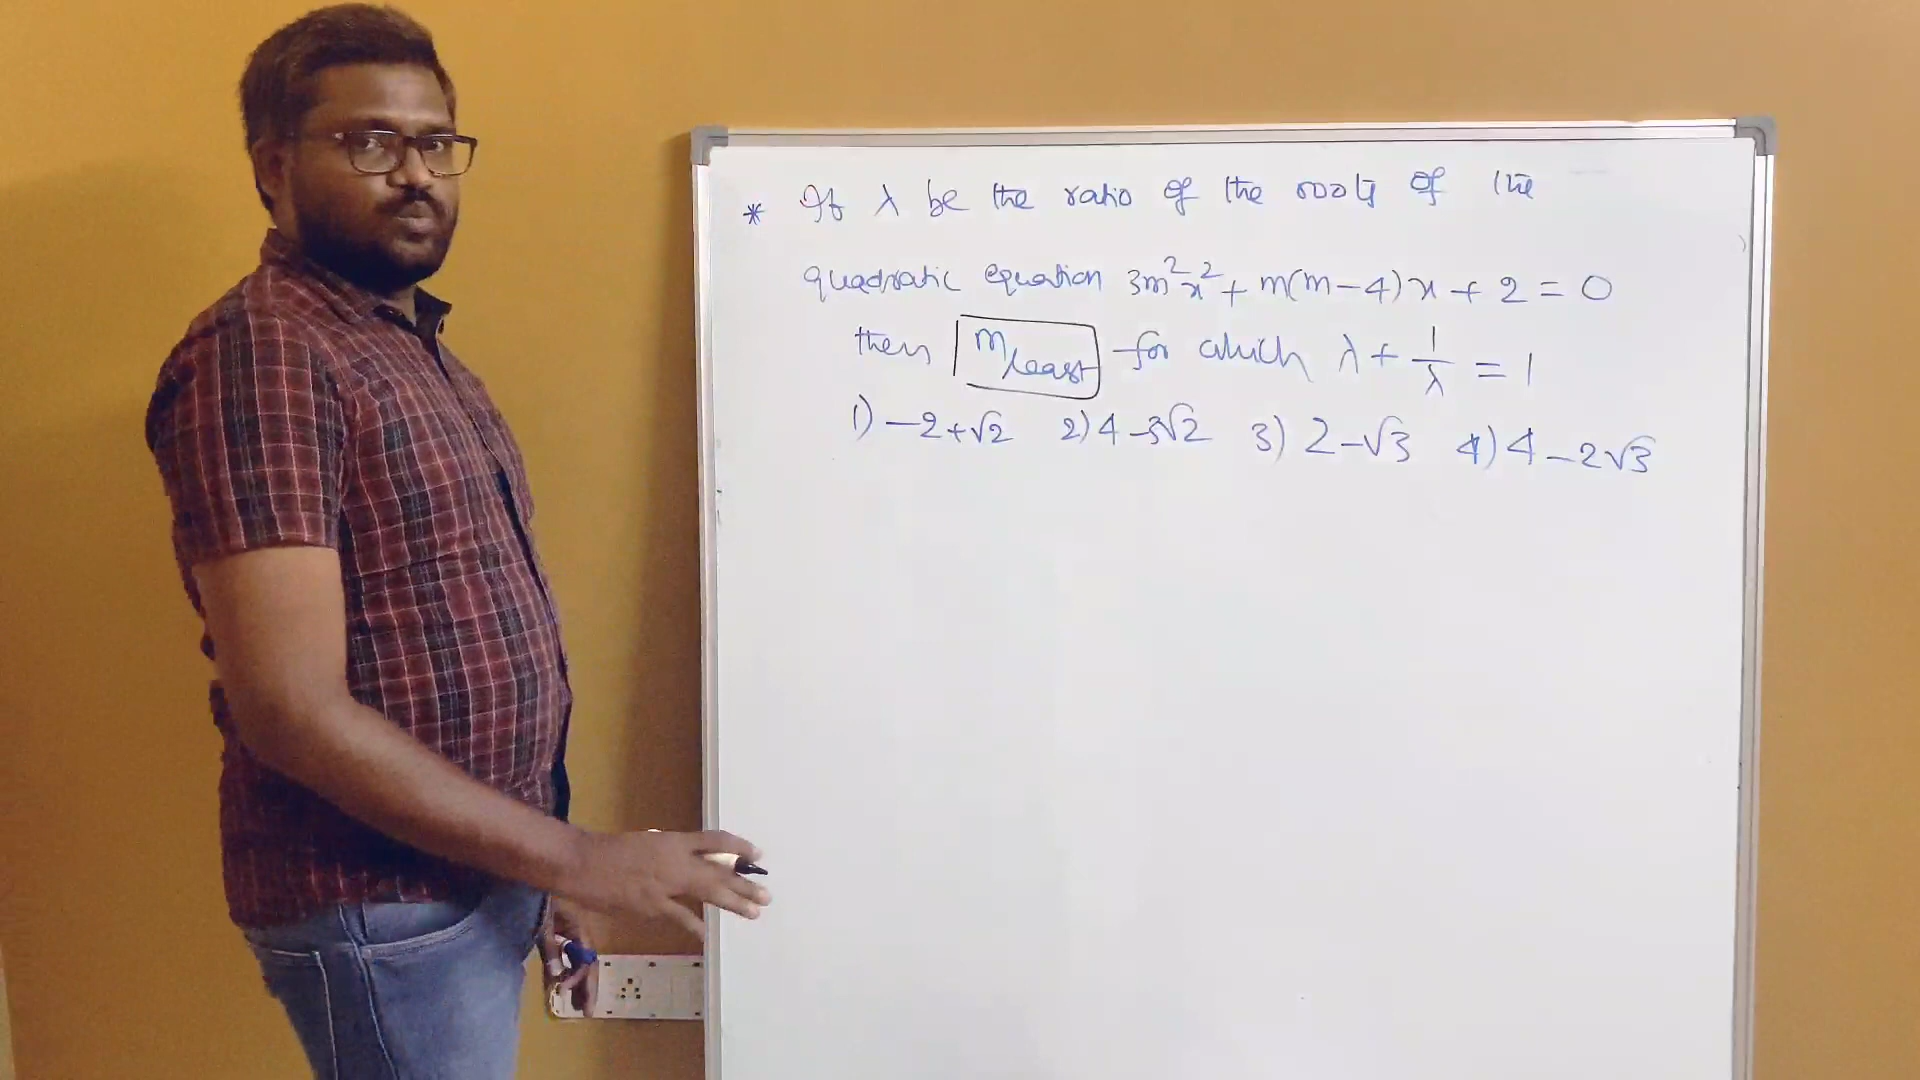 * If λ be the ratio of the roots of the
quadratic equation 3m²x² + m(m-4)x + 2 = 0
then m least for which λ + 1/λ = 1
1) -2+√2 2) 4-3√2 3) 2-√3 4) 4-2√3